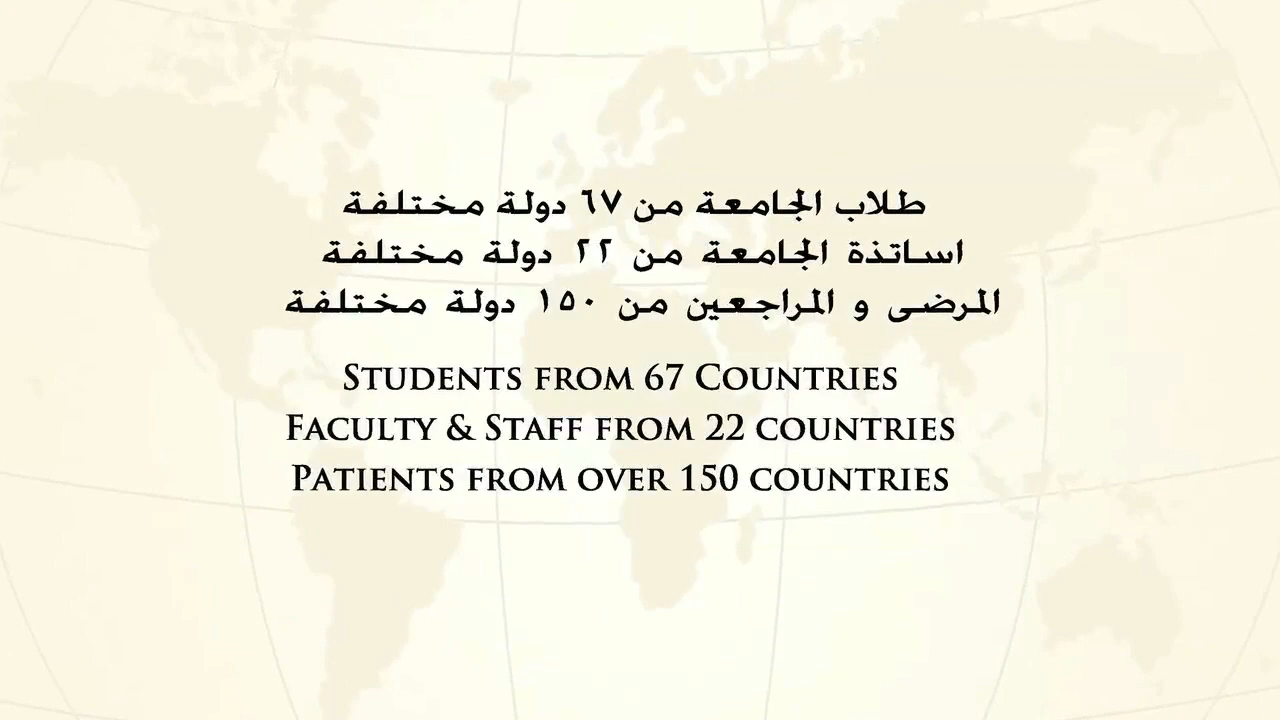 طلاب الجامعة من ٦٧ دولة مختلفة
اساتذة الجامعة من ٢٢ دولة مختلفة
المرضى و المراجعين من ١٥٠ دولة مختلفة
Students from 67 Countries
Faculty & Staff from 22 countries
Patients from over 150 countries